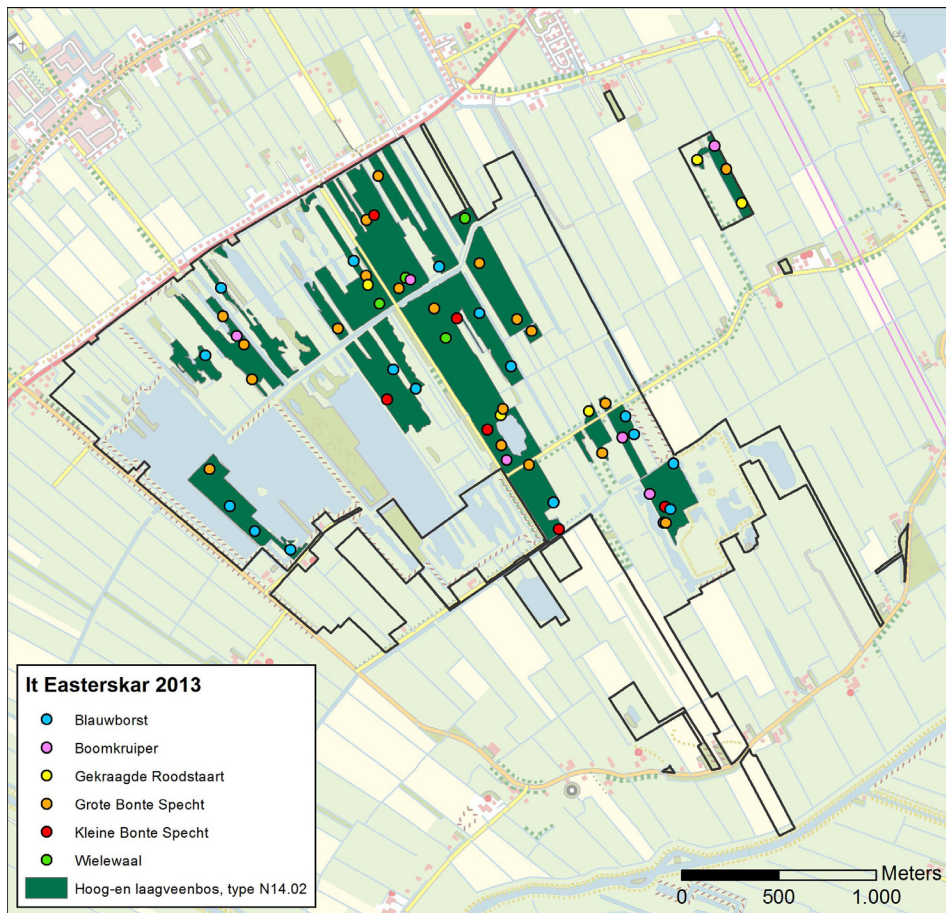 It Easterskar 2013
Blauwborst
Boomkruiper
Gekraagde Roodstaart
Grote Bonte Specht
Kleine Bonte Specht
Wielewaal
Hoog-en laagveenbos, type N14.02
Meters
0 500 1.000